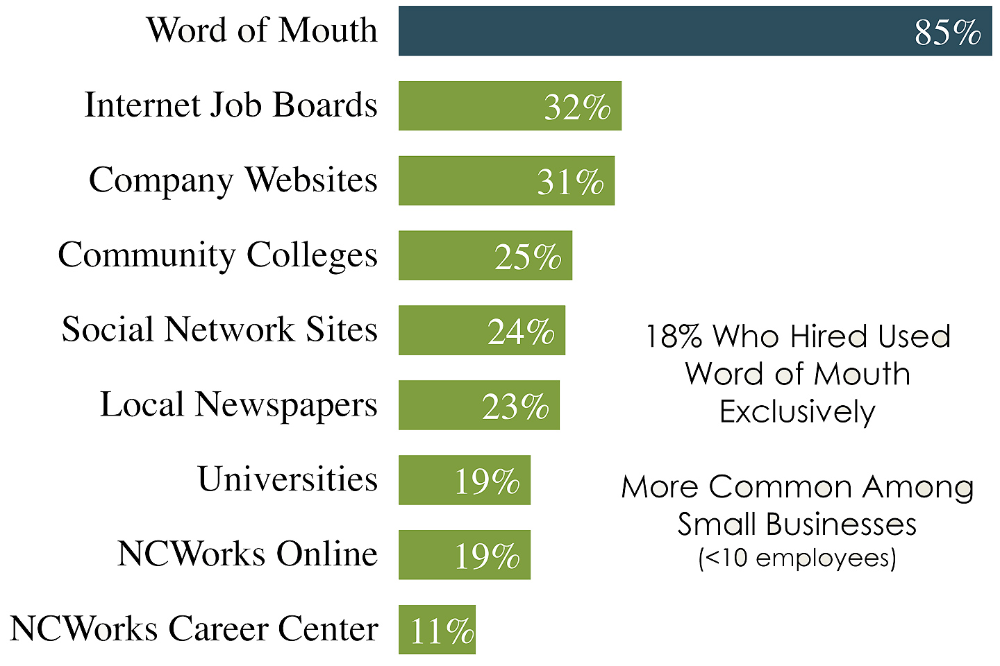 Word of Mouth 85%
Internet Job Boards 32%
Company Websites 31%
Community Colleges 25%
Social Network Sites 24%
Local Newspapers 23%
Universities 19%
NCWorks Online 19%
NCWorks Career Center 11%
18% Who Hired Used
Word of Mouth
Exclusively
More Common Among
Small Businesses
(<10 employees)